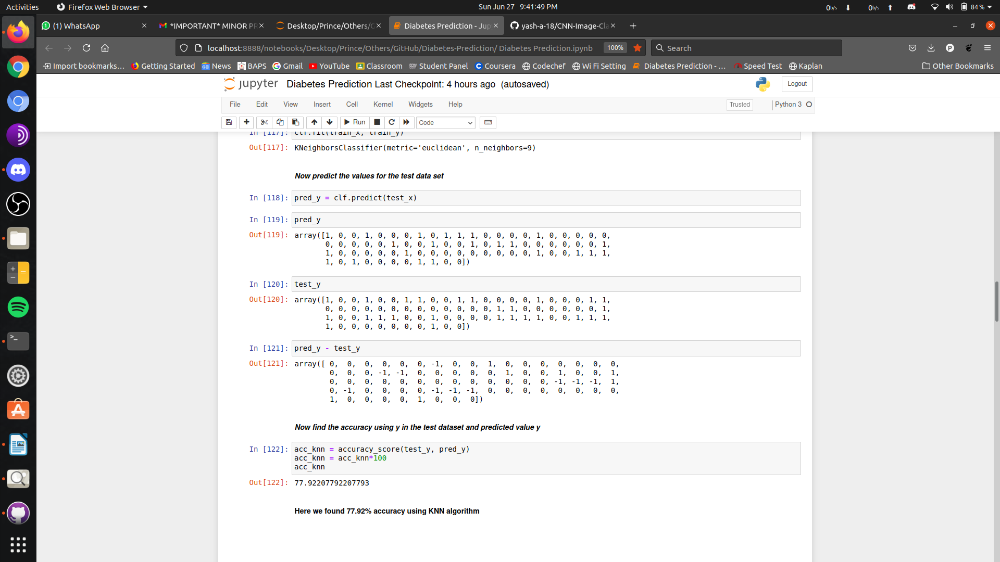 Activities Firefox Web Browser Sun Jun 27 9:41:49 PM 0b/s 0b/s 84 %
(1) WhatsApp *IMPORTANT* MINOR PR Desktop/Prince/Others/G Diabetes Prediction - Jup yash-a-18/CNN-Image-Cla
localhost:8888/notebooks/Desktop/Prince/Others/GitHub/Diabetes-Prediction/ Diabetes Prediction.ipynb 100% Search
Import bookmarks… Getting Started News BAPS Gmail YouTube Classroom Student Panel Coursera Codechef Wi Fi Setting Diabetes Prediction - … Speed Test Kaplan Other Bookmarks
jupyter Diabetes Prediction Last Checkpoint: 4 hours ago (autosaved) Logout
File Edit View Insert Cell Kernel Widgets Help Trusted Python 3
Run Code
In [117]: clf.fit(train_x, train_y)
Out[117]: KNeighborsClassifier(metric='euclidean', n_neighbors=9)
Now predict the values for the test data set
In [118]: pred_y = clf.predict(test_x)
In [119]: pred_y
Out[119]: array([1, 0, 0, 1, 0, 0, 0, 1, 0, 1, 1, 1, 0, 0, 0, 0, 1, 0, 0, 0, 0, 0,
0, 0, 0, 0, 0, 1, 0, 0, 1, 0, 0, 1, 0, 1, 1, 0, 0, 0, 0, 0, 0, 1,
1, 0, 0, 0, 0, 0, 1, 0, 0, 0, 0, 0, 0, 0, 0, 0, 1, 0, 0, 1, 1, 1,
1, 0, 1, 0, 0, 0, 0, 1, 1, 0, 0])
In [120]: test_y
Out[120]: array([1, 0, 0, 1, 0, 0, 1, 1, 0, 0, 1, 1, 0, 0, 0, 0, 1, 0, 0, 0, 1, 1,
0, 0, 0, 0, 0, 0, 0, 0, 0, 0, 0, 0, 0, 1, 1, 0, 0, 0, 0, 0, 0, 1,
1, 0, 0, 1, 1, 1, 0, 0, 1, 0, 0, 0, 0, 1, 1, 1, 1, 0, 0, 1, 1, 1,
1, 0, 0, 0, 0, 0, 0, 0, 1, 0, 0])
In [121]: pred_y - test_y
Out[121]: array([ 0, 0, 0, 0, 0, 0, -1, 0, 0, 1, 0, 0, 0, 0, 0, 0, 0,
0, 0, 0, -1, -1, 0, 0, 0, 0, 0, 1, 0, 0, 1, 0, 0, 1,
0, 0, 0, 0, 0, 0, 0, 0, 0, 0, 0, 0, 0, -1, -1, -1, 1,
0, -1, 0, 0, 0, 0, -1, -1, -1, 0, 0, 0, 0, 0, 0, 0, 0,
1, 0, 0, 0, 0, 1, 0, 0, 0])
Now find the accuracy using y in the test dataset and predicted value y
In [122]: acc_knn = accuracy_score(test_y, pred_y)
acc_knn = acc_knn*100
acc_knn
Out[122]: 77.92207792207793
Here we found 77.92% accuracy using KNN algorithm